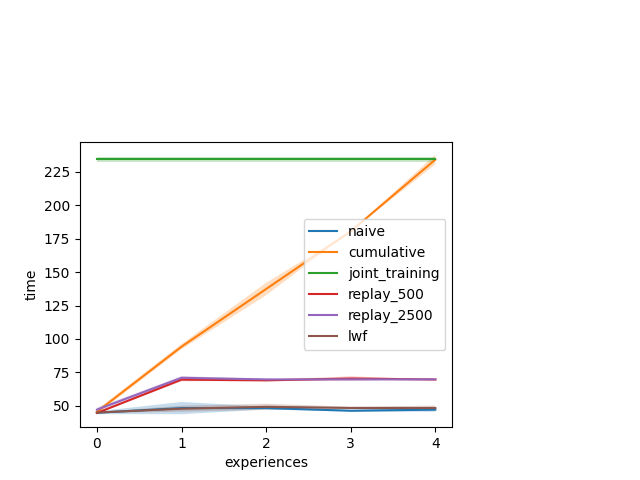 225
200
175
150
125
100
75
50
time
naive
cumulative
joint_training
replay_500
replay_2500
lwf
0 1 2 3 4
experiences